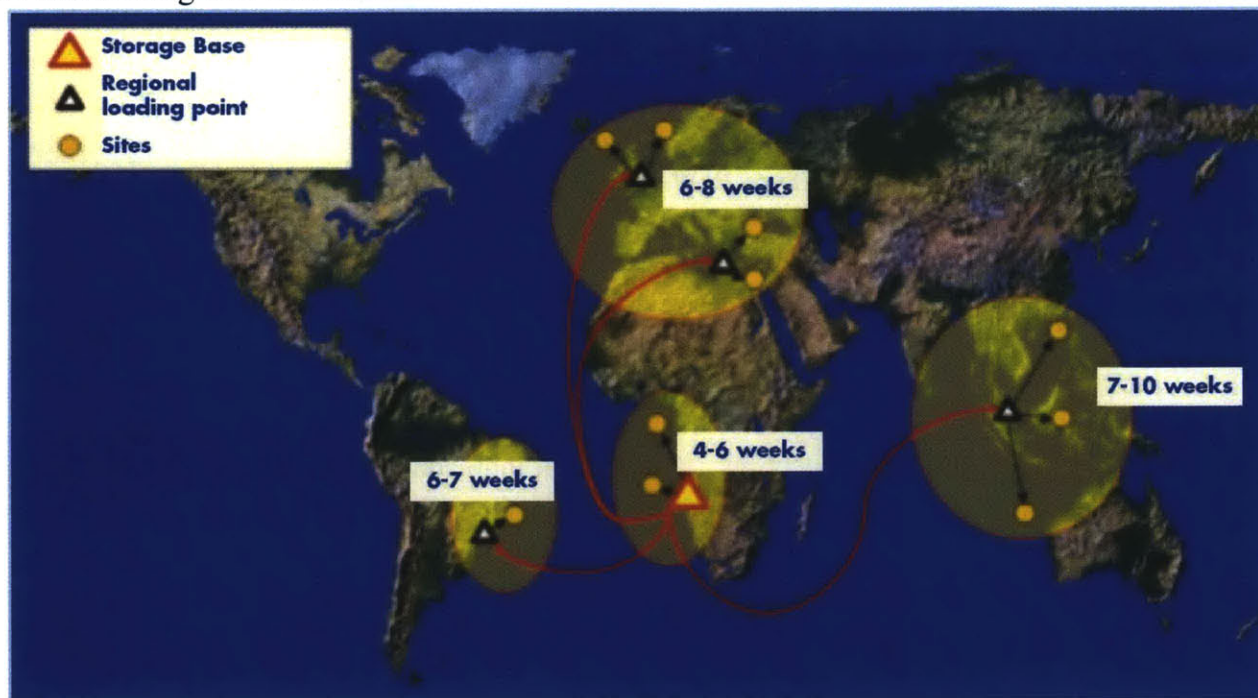 Storage Base
Regional
loading point
Sites
6-8 weeks
7-10 weeks
4-6 weeks
6-7 weeks